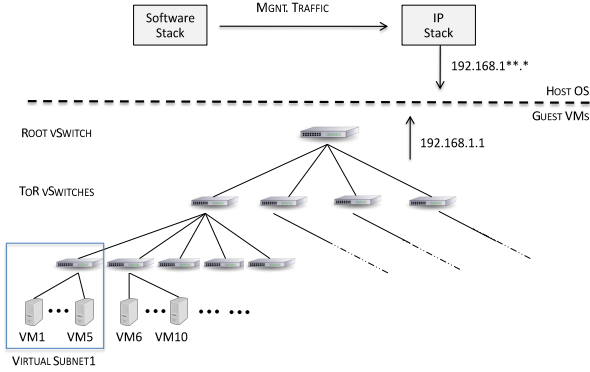 MGNT. TRAFFIC
Software
Stack
IP
Stack
192.168.1**.*
HOST OS
GUEST VMS
ROOT VSWITCH
192.168.1.1
TOR VSWITCHES
VM1
VM5
VM6
VM10
VIRTUAL SUBNET1